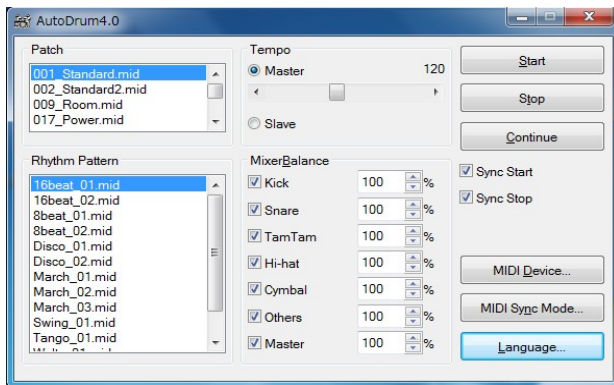 AutoDrum4.0
Patch
001_Standard.mid
002_Standard2.mid
009_Room.mid
017_Power.mid
Rhythm Pattern
16beat_01.mid
16beat_02.mid
8beat_01.mid
8beat_02.mid
Disco_01.mid
Disco_02.mid
March_01.mid
March_02.mid
March_03.mid
Swing_01.mid
Tango_01.mid
Tempo
Master 120
Slave
MixerBalance
Kick 100 %
Snare 100 %
TamTam 100 %
Hi-hat 100 %
Cymbal 100 %
Others 100 %
Master 100 %
Start
Stop
Continue
Sync Start
Sync Stop
MIDI Device...
MIDI Sync Mode...
Language...